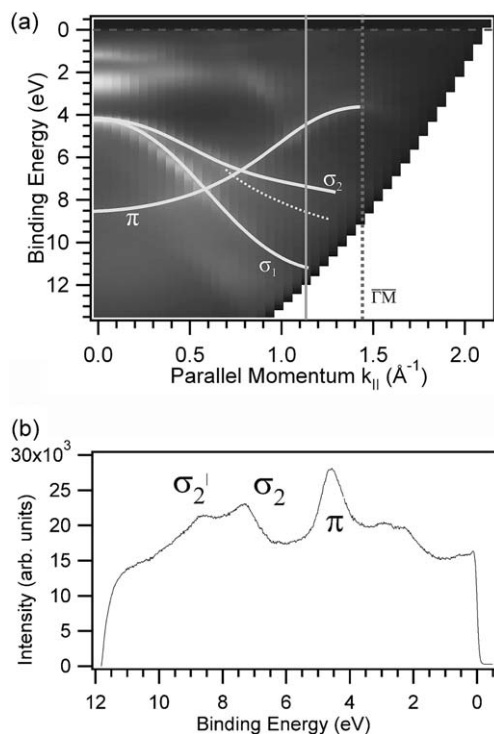 (a)
0
2
4
6
8
10
12
Binding Energy (eV)
π
σ₂
σ₁
Γ̅M̅
0.0 0.5 1.0 1.5 2.0
Parallel Momentum k|| (Å⁻¹)
(b)
30x10³
25
20
15
10
5
0
Intensity (arb. units)
σ₂ˡ σ₂
π
12 10 8 6 4 2 0
Binding Energy (eV)